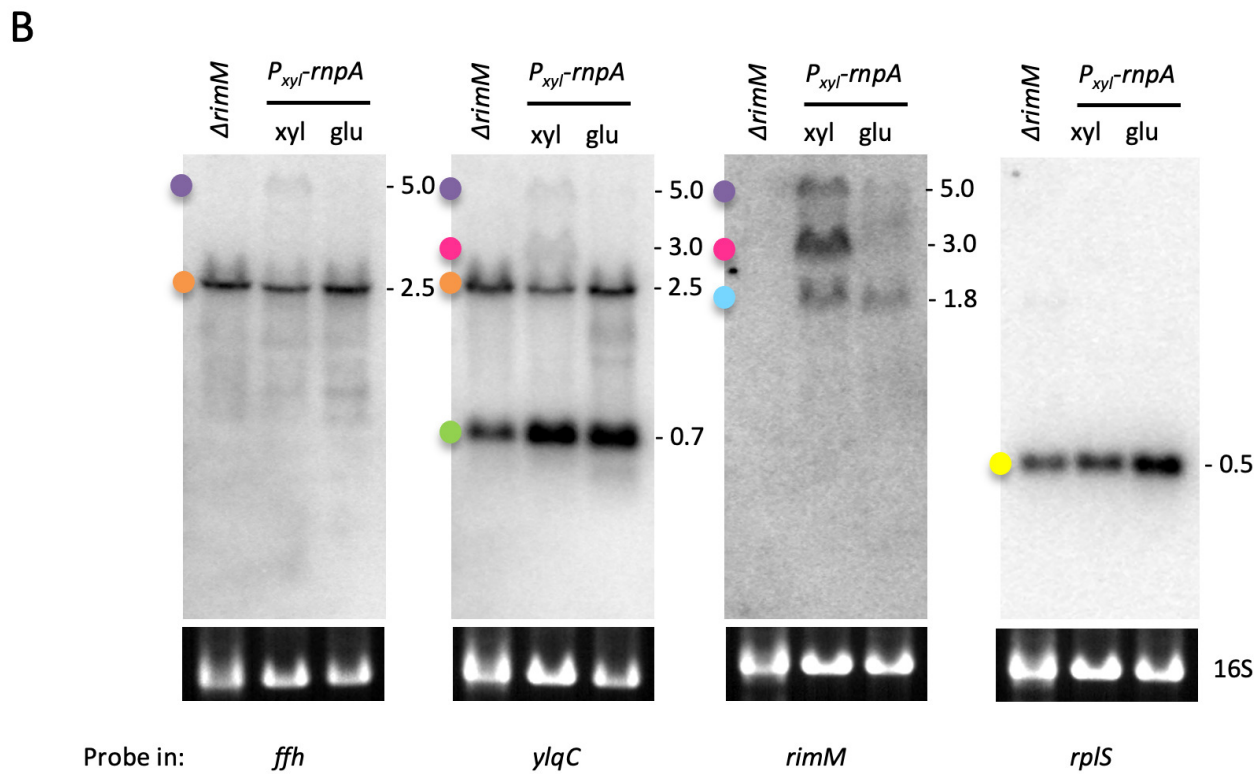 B
ΔrimM
Pxyl-rnpA
xyl glu
- 5.0
- 2.5
ΔrimM
Pxyl-rnpA
xyl glu
- 5.0
- 3.0
- 2.5
- 0.7
ΔrimM
Pxyl-rnpA
xyl glu
- 5.0
- 3.0
- 1.8
ΔrimM
Pxyl-rnpA
xyl glu
- 0.5
16S
Probe in: ffh ylqC rimM rplS